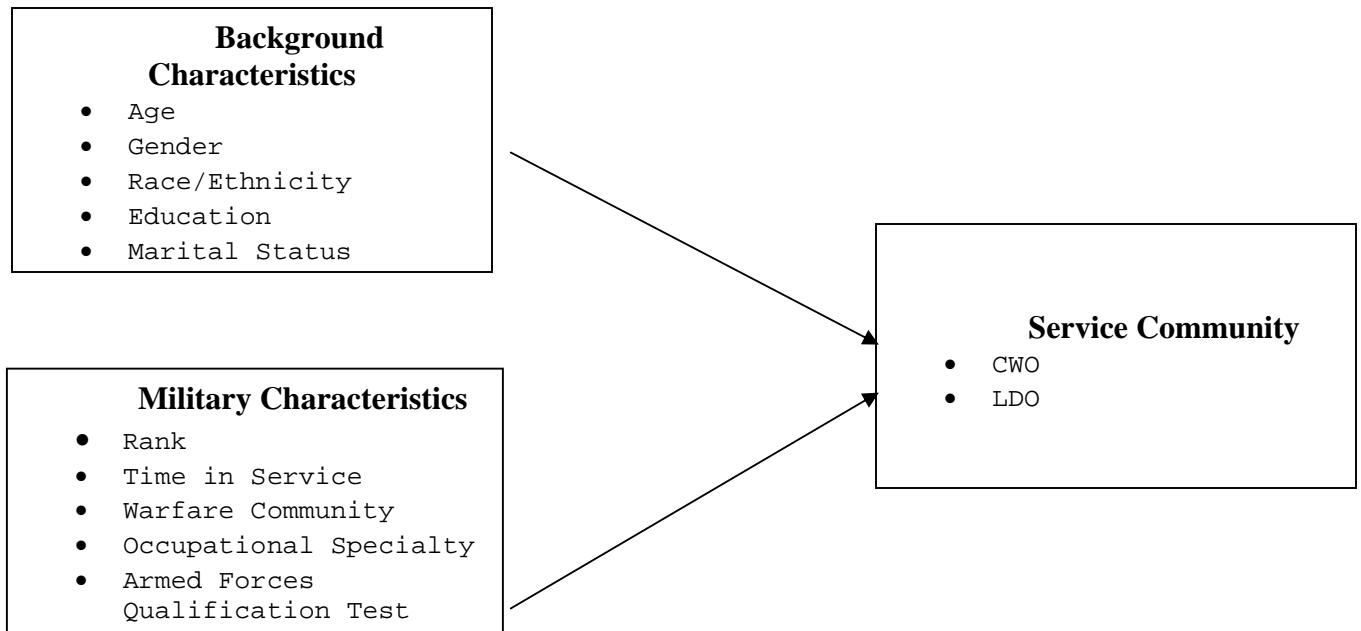 Background
Characteristics
• Age
• Gender
• Race/Ethnicity
• Education
• Marital Status
Military Characteristics
• Rank
• Time in Service
• Warfare Community
• Occupational Specialty
• Armed Forces
Qualification Test
Service Community
• CWO
• LDO